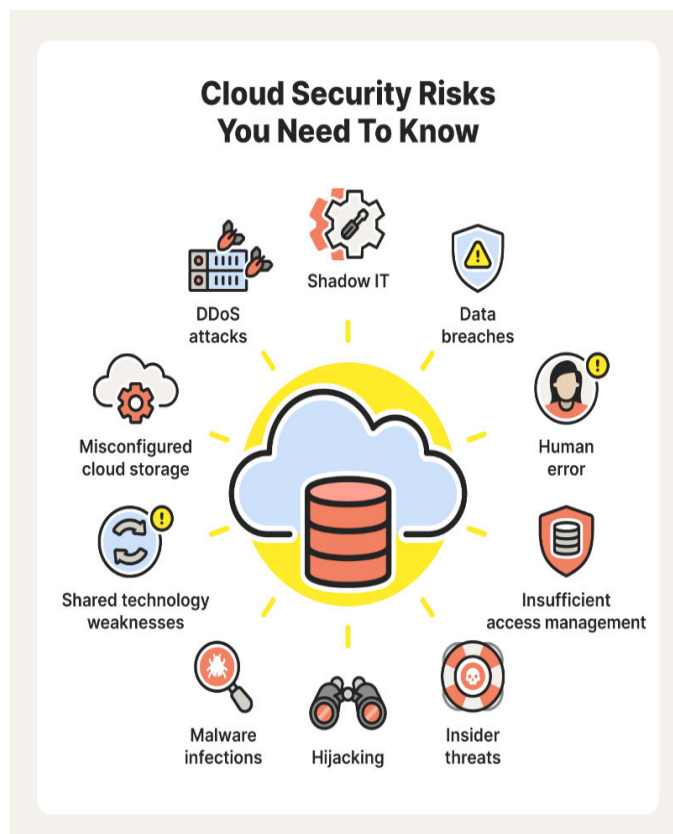 Cloud Security Risks
You Need To Know
Shadow IT
DDoS
attacks
Data
breaches
Misconfigured
cloud storage
Human
error
Shared technology
weaknesses
Insufficient
access management
Malware
infections
Hijacking
Insider
threats